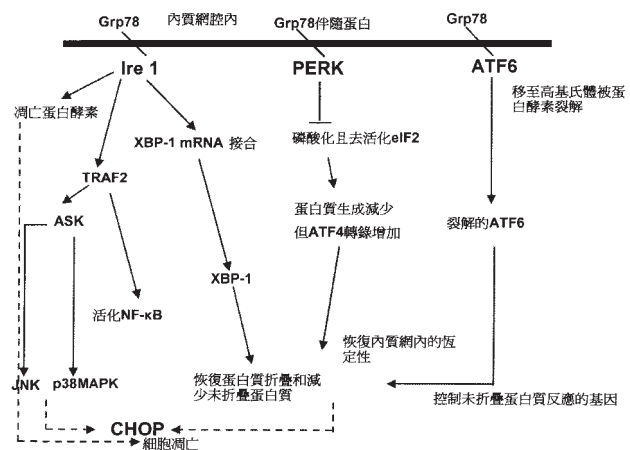 Grp78
內質網腔內
Grp78伴隨蛋白
Grp78
Ire 1
PERK
ATF6
凋亡蛋白酵素
XBP-1 mRNA 接合
磷酸化且去活化eIF2
移至高基氏體被蛋
白酵素裂解
TRAF2
ASK
蛋白質生成減少
但ATF4轉錄增加
裂解的ATF6
XBP-1
活化NF-κB
恢復內質網內的恆
定性
JNK
p38MAPK
恢復蛋白質折疊和減
少未折疊蛋白質
控制未折疊蛋白質反應的基因
CHOP
細胞凋亡